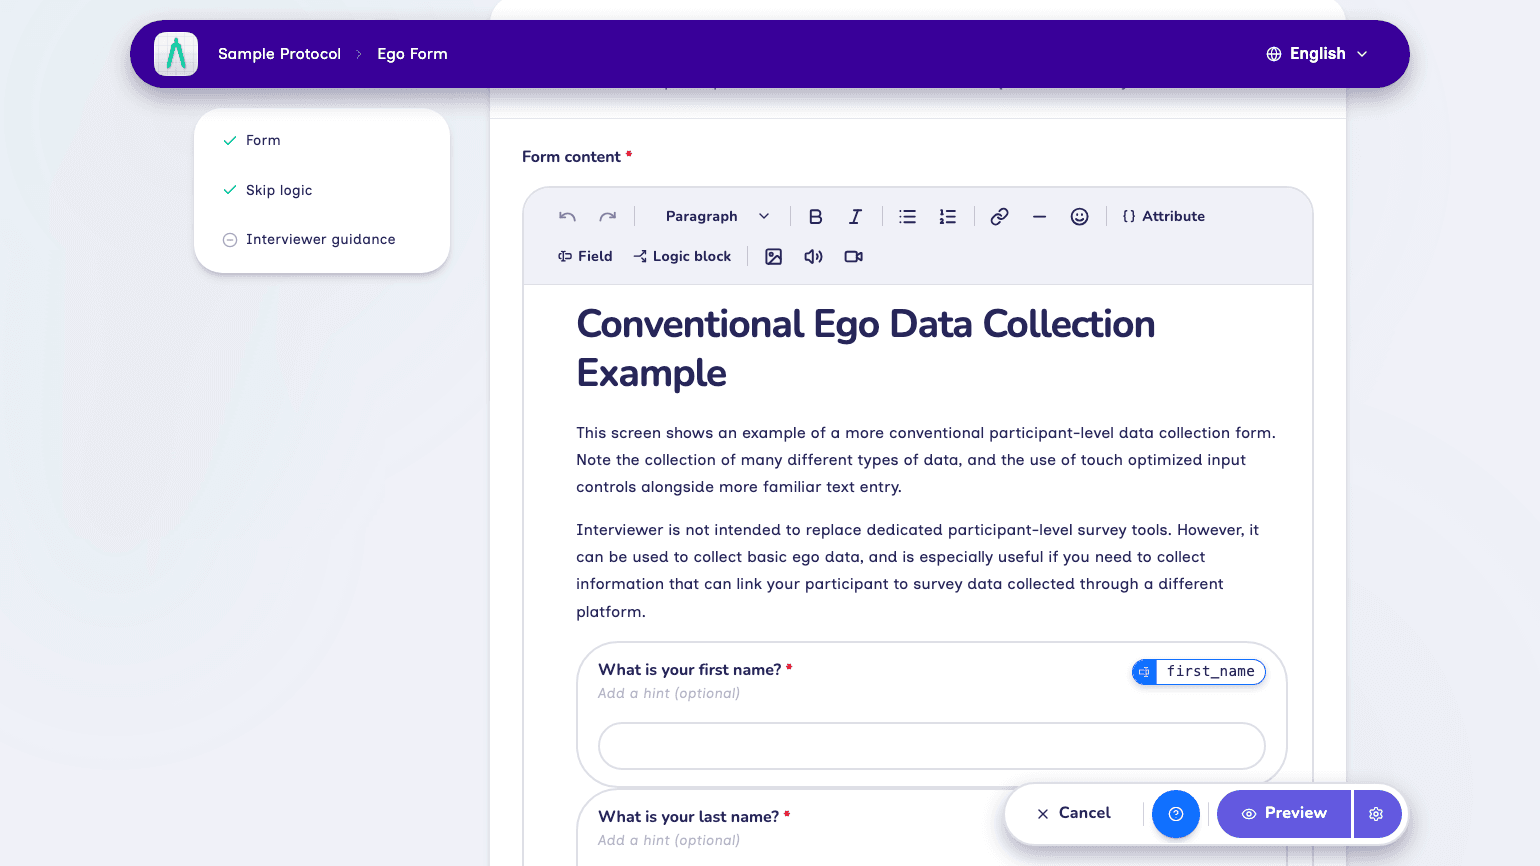 Sample Protocol
Ego Form
English
Form
Skip logic
Interviewer guidance
Form content *
Paragraph
Attribute
Field
Logic block
Conventional Ego Data Collection
Example
This screen shows an example of a more conventional participant-level data collection form.
Note the collection of many different types of data, and the use of touch optimized input
controls alongside more familiar text entry.
Interviewer is not intended to replace dedicated participant-level survey tools. However, it
can be used to collect basic ego data, and is especially useful if you need to collect
information that can link your participant to survey data collected through a different
platform.
What is your first name? *
first_name
Add a hint (optional)
What is your last name? *
Add a hint (optional)
Cancel
Preview